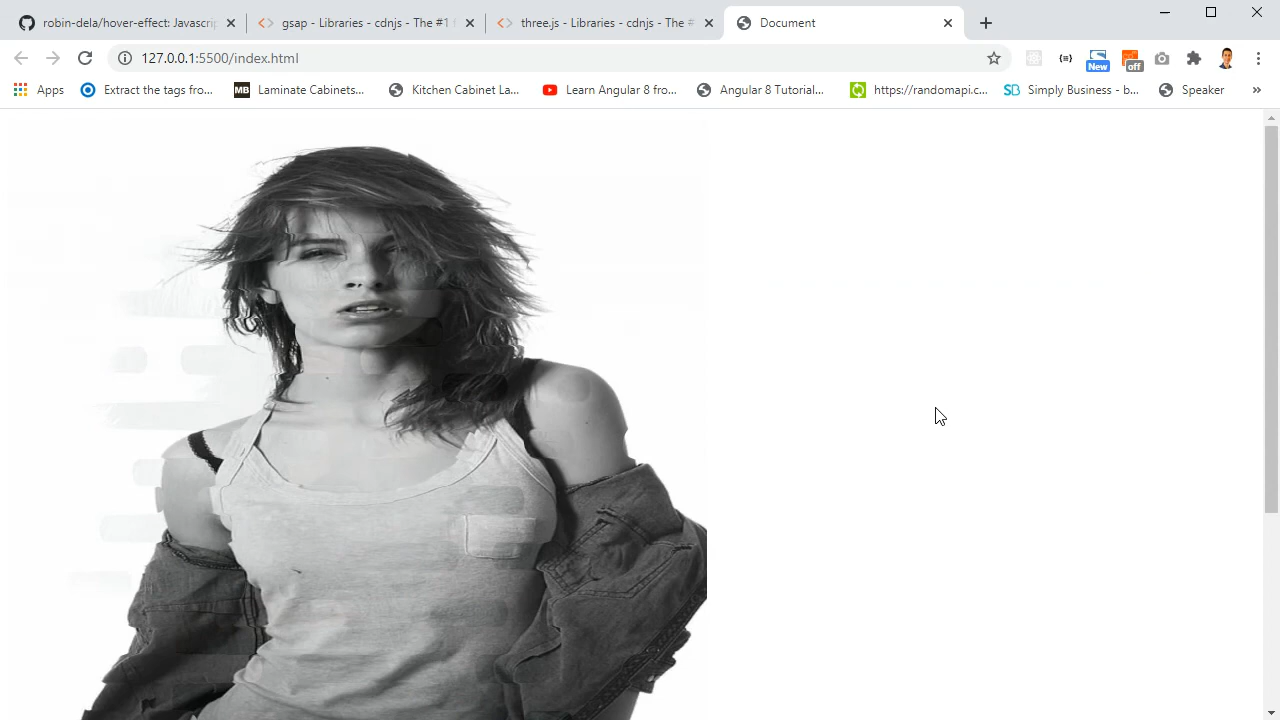 robin-dela/hover-effect: Javascrip
gsap - Libraries - cdnjs - The #1 f
three.js - Libraries - cdnjs - The #
Document
127.0.0.1:5500/index.html
New
off
Apps
Extract text tags fro...
MB
Laminate Cabinets...
Kitchen Cabinet La...
Learn Angular 8 fro...
Angular 8 Tutorial...
https://randomapi.c...
SB
Simply Business - b...
Speaker
»